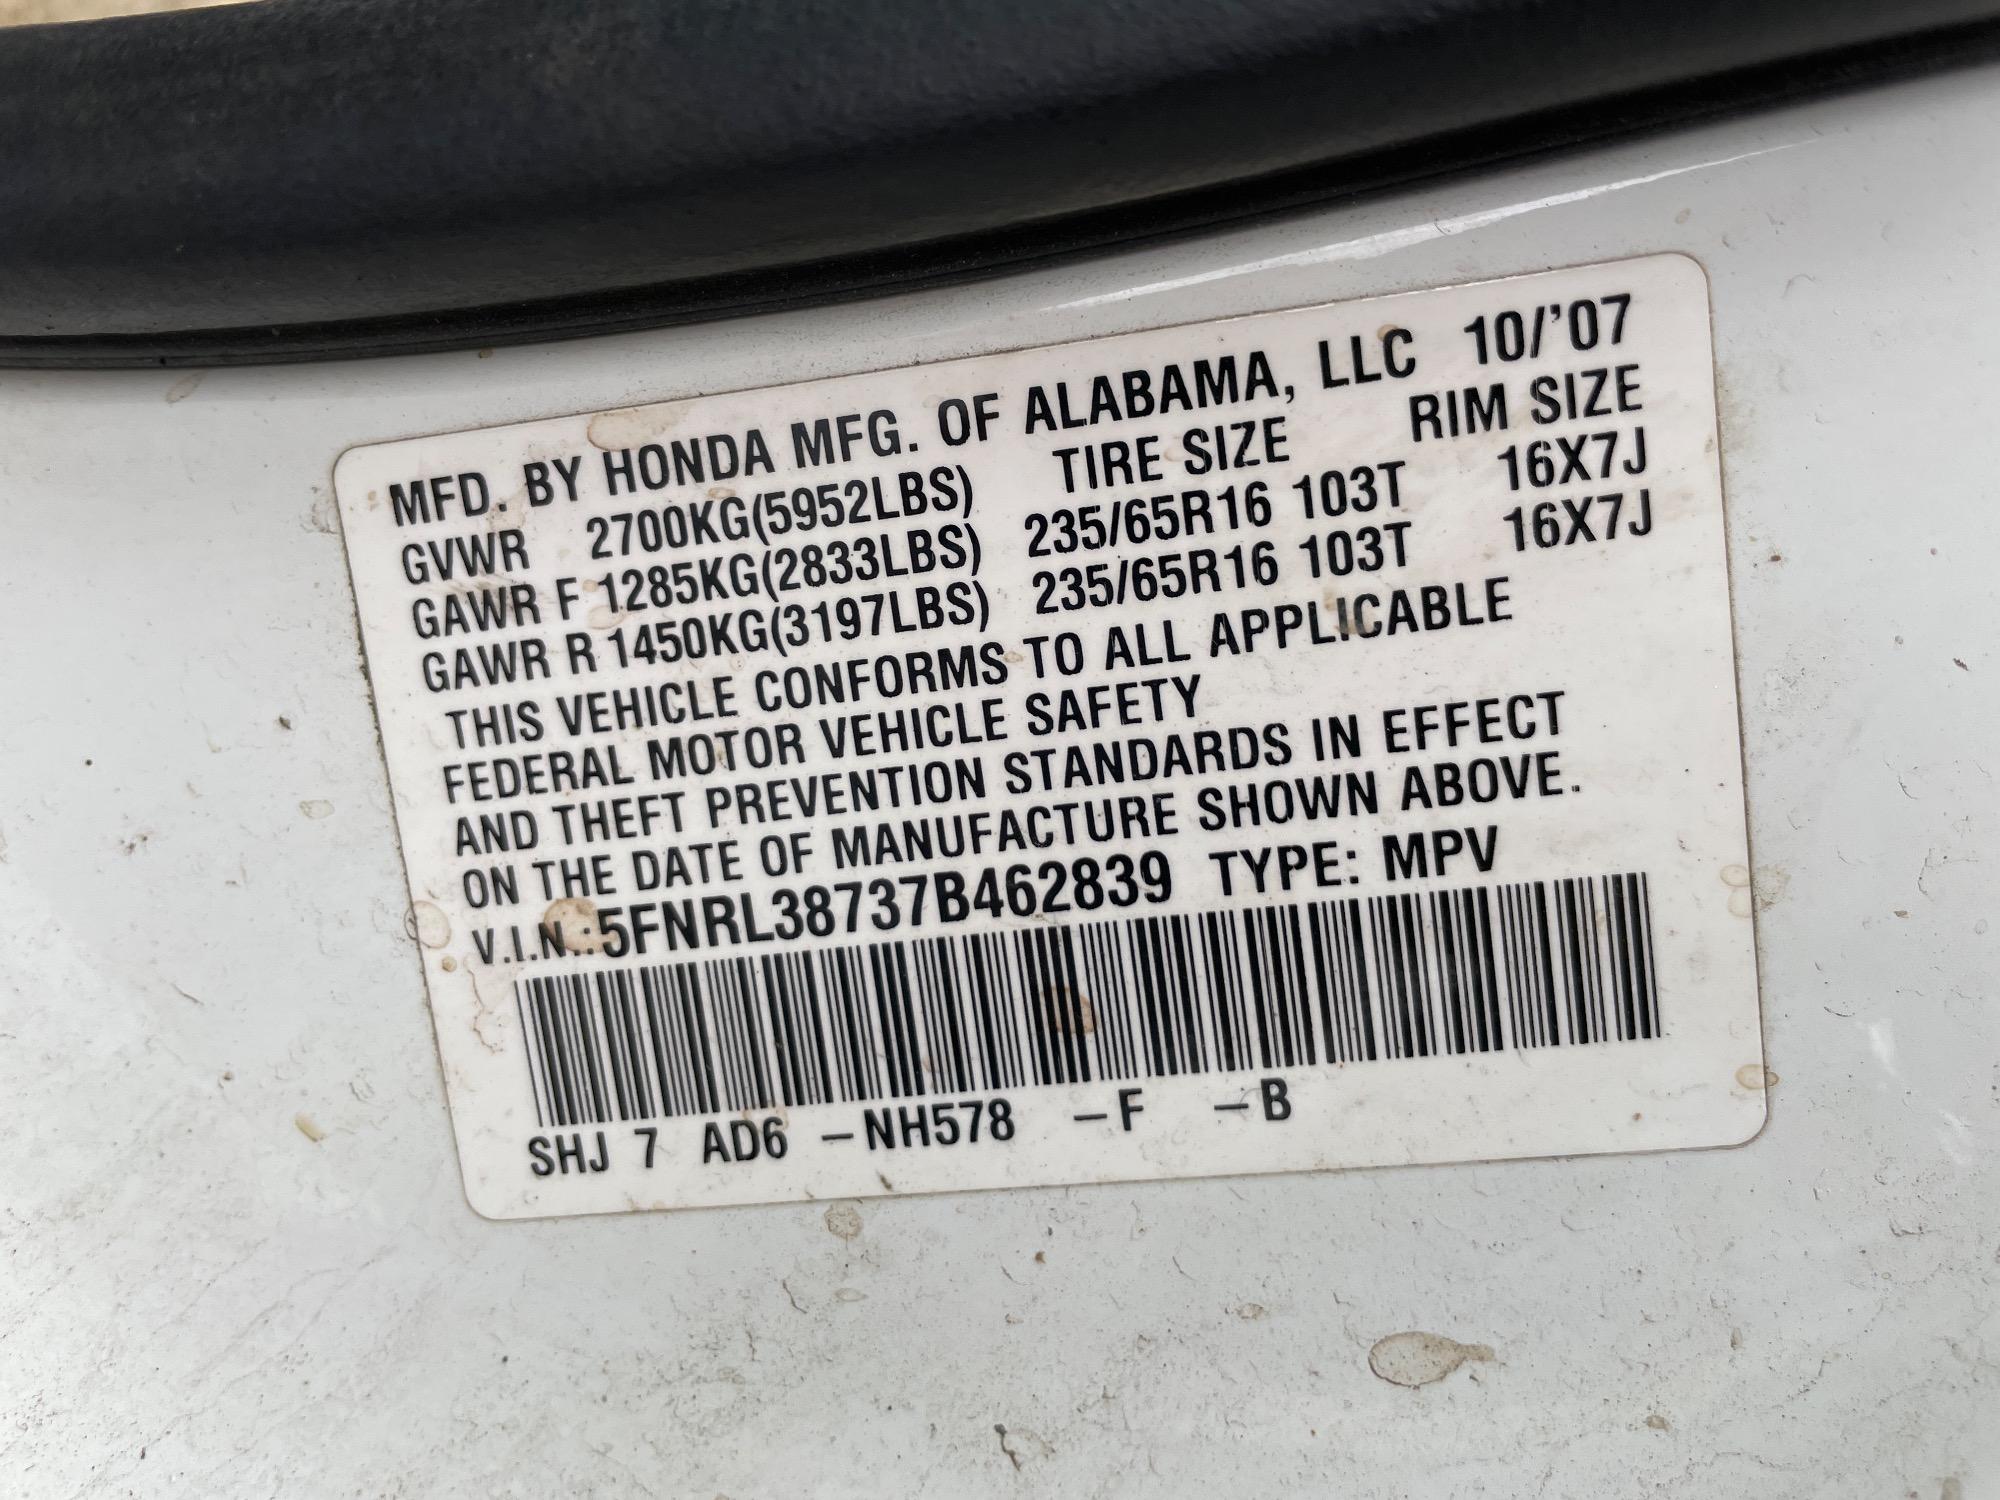 MFD. BY HONDA MFG. OF ALABAMA, LLC 10/'07
GVWR 2700KG(5952LBS) TIRE SIZE RIM SIZE
GAWR F 1285KG(2833LBS) 235/65R16 103T 16X7J
GAWR R 1450KG(3197LBS) 235/65R16 103T 16X7J
THIS VEHICLE CONFORMS TO ALL APPLICABLE
FEDERAL MOTOR VEHICLE SAFETY
AND THEFT PREVENTION STANDARDS IN EFFECT
ON THE DATE OF MANUFACTURE SHOWN ABOVE.
V.I.N.: 5FNRL38737B462839 TYPE: MPV
SHJ 7 AD6 –NH578 –F –B